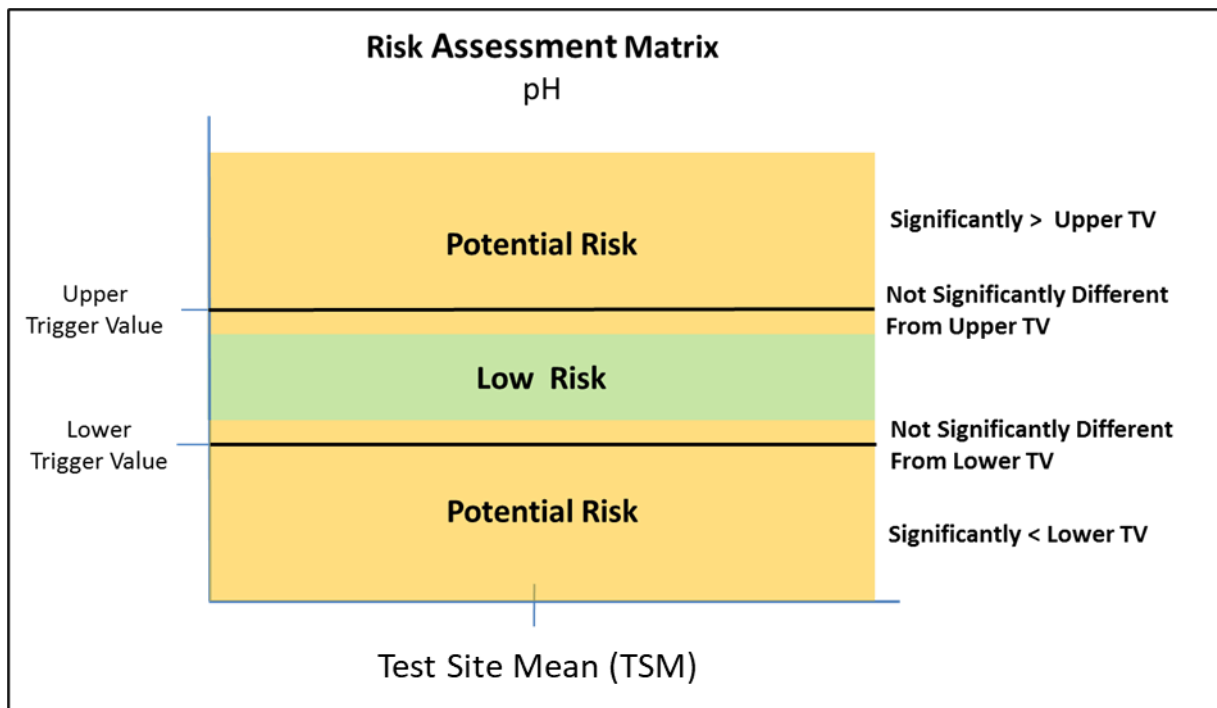 Risk Assessment Matrix
pH
Potential Risk
Significantly > Upper TV
Upper
Trigger Value
Not Significantly Different
From Upper TV
Low Risk
Lower
Trigger Value
Not Significantly Different
From Lower TV
Potential Risk
Significantly < Lower TV
Test Site Mean (TSM)